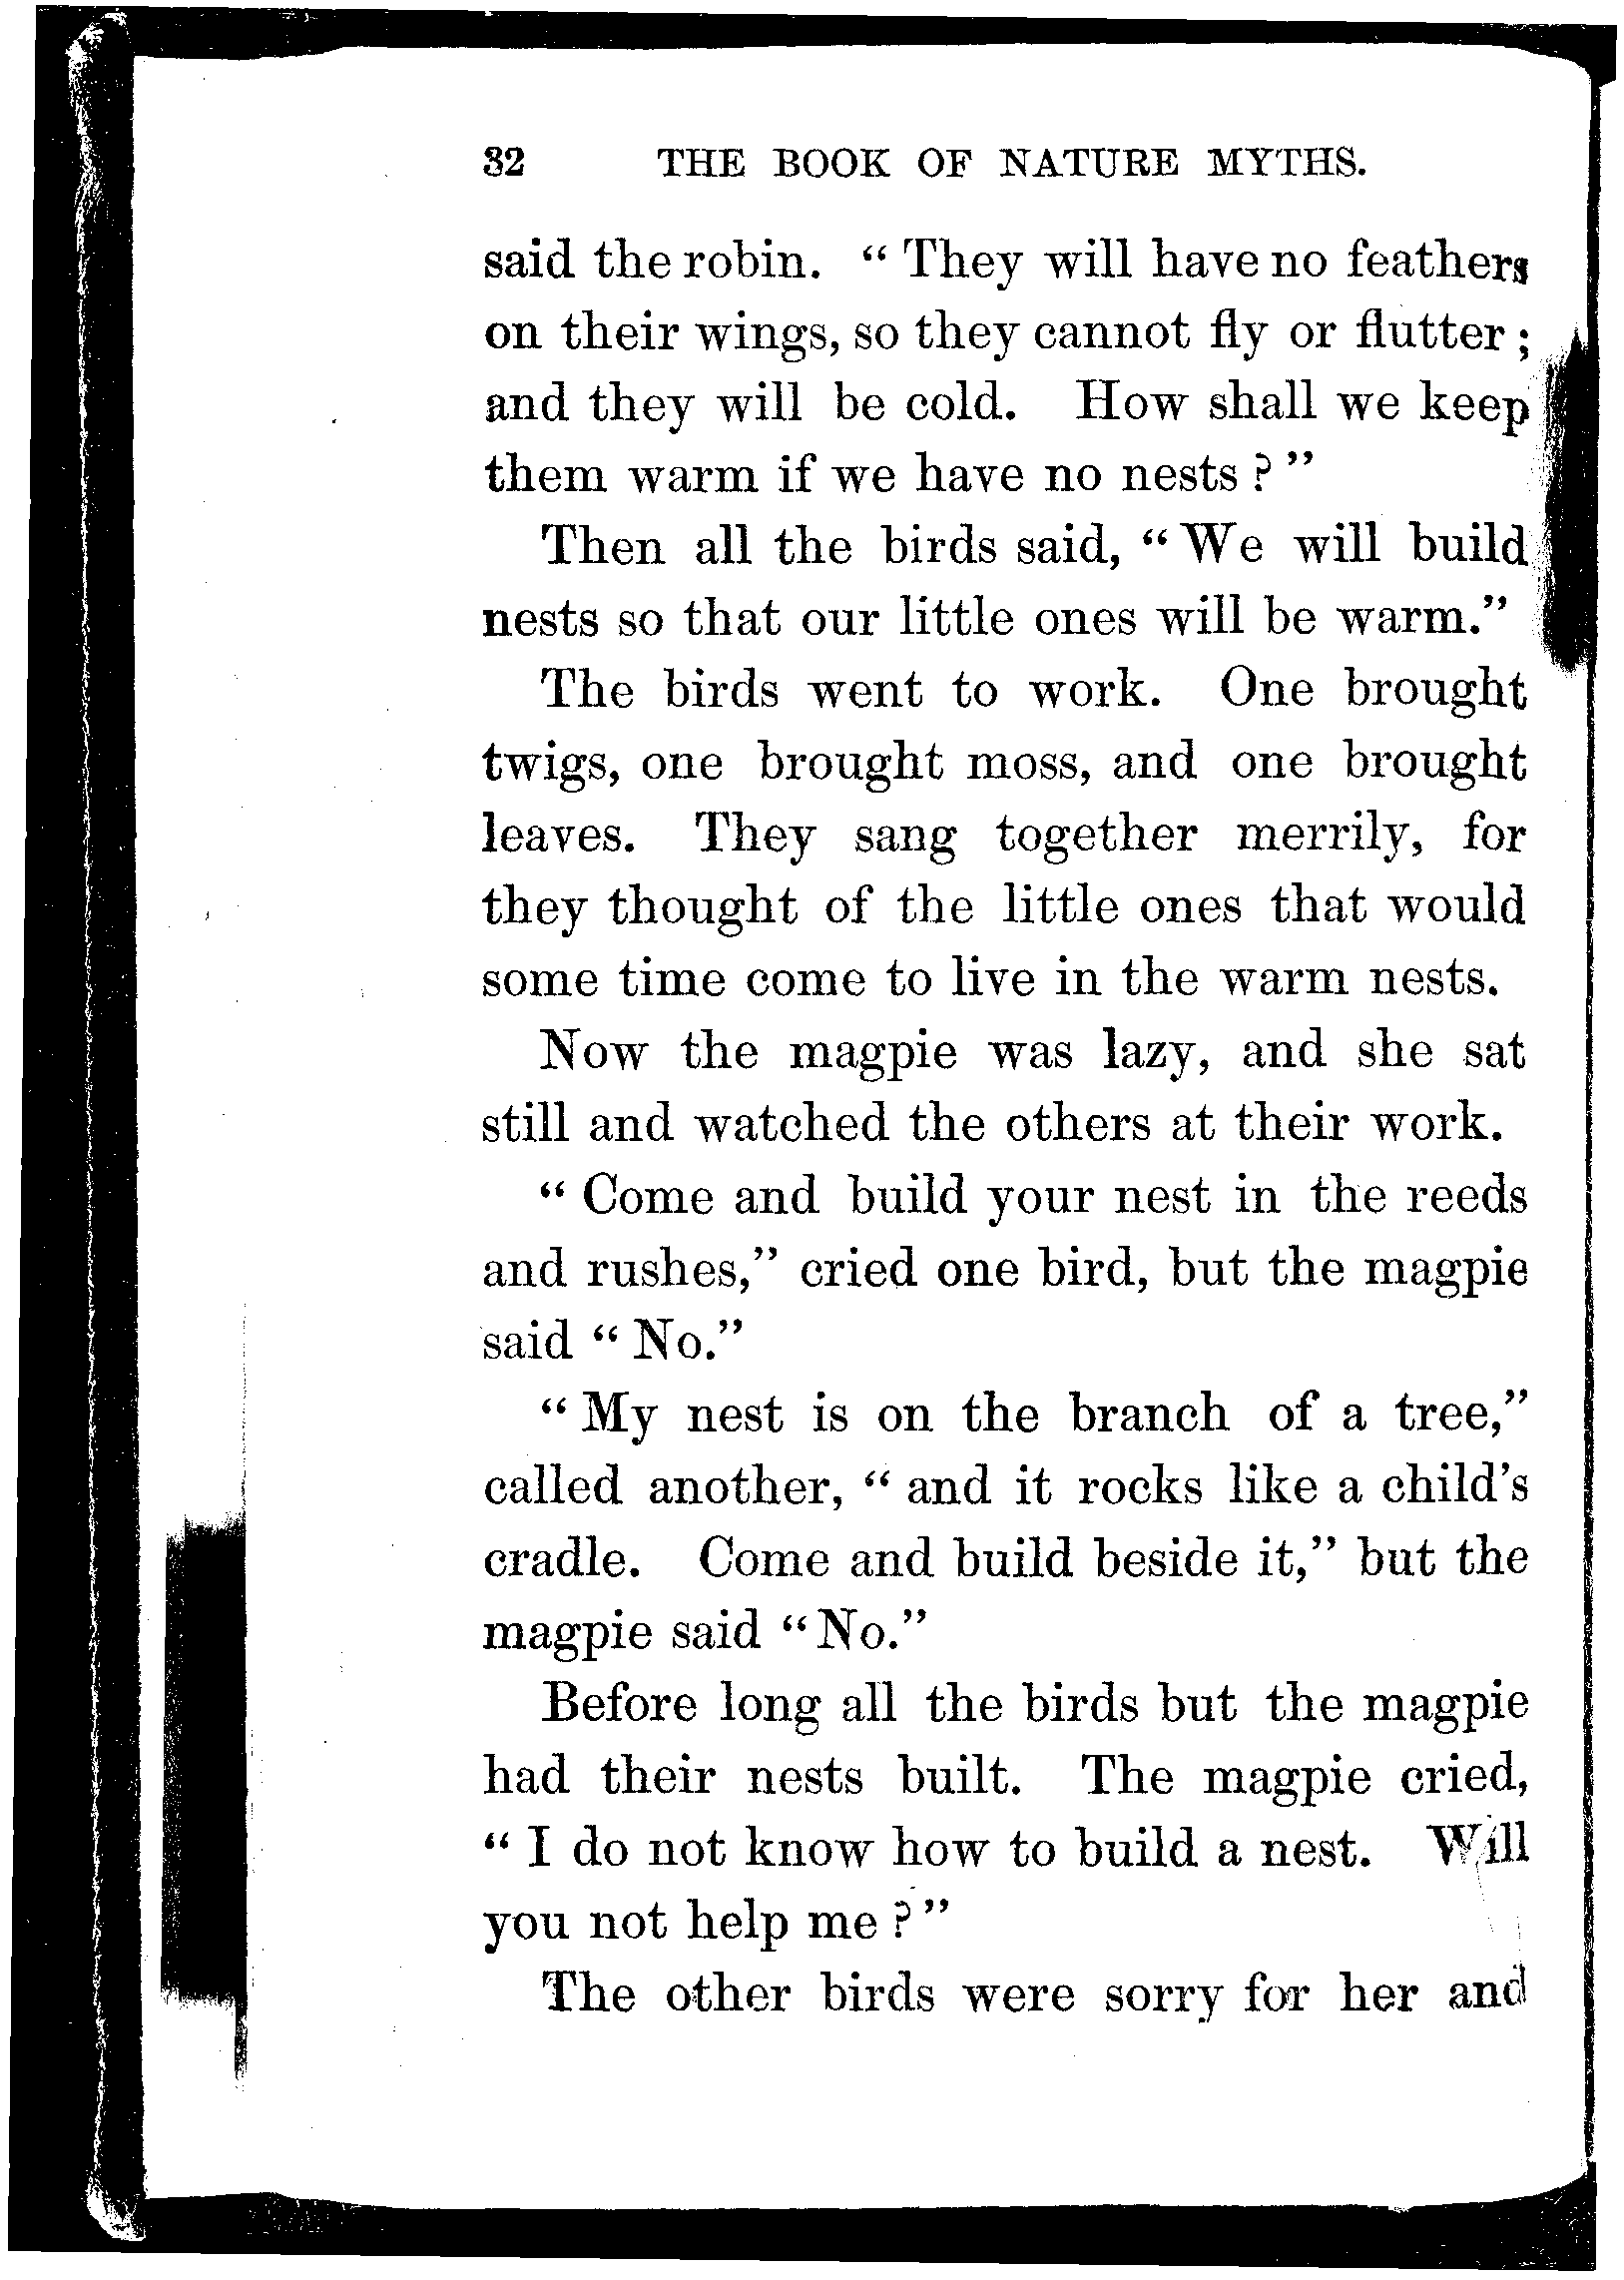 32 THE BOOK OF NATURE MYTHS.
said the robin. “ They will have no feathers
on their wings, so they cannot fly or flutter ;
and they will be cold. How shall we keep
them warm if we have no nests ? ”
Then all the birds said, “ We will build
nests so that our little ones will be warm.”
The birds went to work. One brought
twigs, one brought moss, and one brought
leaves. They sang together merrily, for
they thought of the little ones that would
some time come to live in the warm nests.
Now the magpie was lazy, and she sat
still and watched the others at their work.
“ Come and build your nest in the reeds
and rushes,” cried one bird, but the magpie
said “ No.”
“ My nest is on the branch of a tree,”
called another, “ and it rocks like a child’s
cradle. Come and build beside it,” but the
magpie said “ No.”
Before long all the birds but the magpie
had their nests built. The magpie cried,
“ I do not know how to build a nest. Will
you not help me ? ”
The other birds were sorry for her and